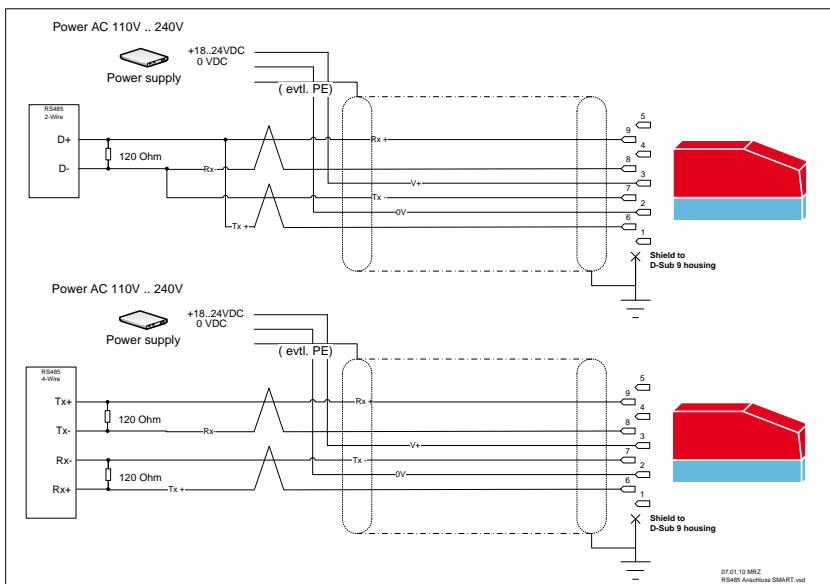 Power AC 110V .. 240V
+18..24VDC
0 VDC
Power supply
( evtl. PE)
RS485
2-Wire
D+
D-
120 Ohm
Rx +
Rx-
V+
Tx -
0V
Tx +
5
9
4
8
3
7
2
6
1
Shield to
D-Sub 9 housing
Power AC 110V .. 240V
+18..24VDC
0 VDC
Power supply
( evtl. PE)
RS485
4-Wire
Tx+
120 Ohm
Tx-
Rx-
120 Ohm
Rx+
Rx +
Rx-
V+
Tx -
0V
Tx +
5
9
4
8
3
7
2
6
1
Shield to
D-Sub 9 housing
07.01.10 MRZ
RS485 Anschluss SMART.vsd